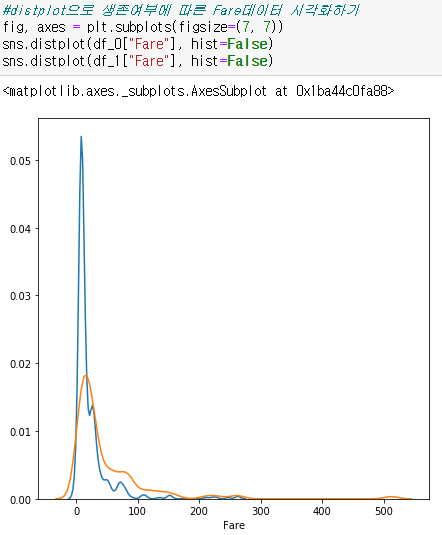 #distplot으로 생존여부에 따른 Fare데이터 시각화하기
fig, axes = plt.subplots(figsize=(7, 7))
sns.distplot(df_0["Fare"], hist=False)
sns.distplot(df_1["Fare"], hist=False)
<matplotlib.axes._subplots.AxesSubplot at 0x1ba44c0fa88>
0.05
0.04
0.03
0.02
0.01
0.00
0 100 200 300 400 500
Fare